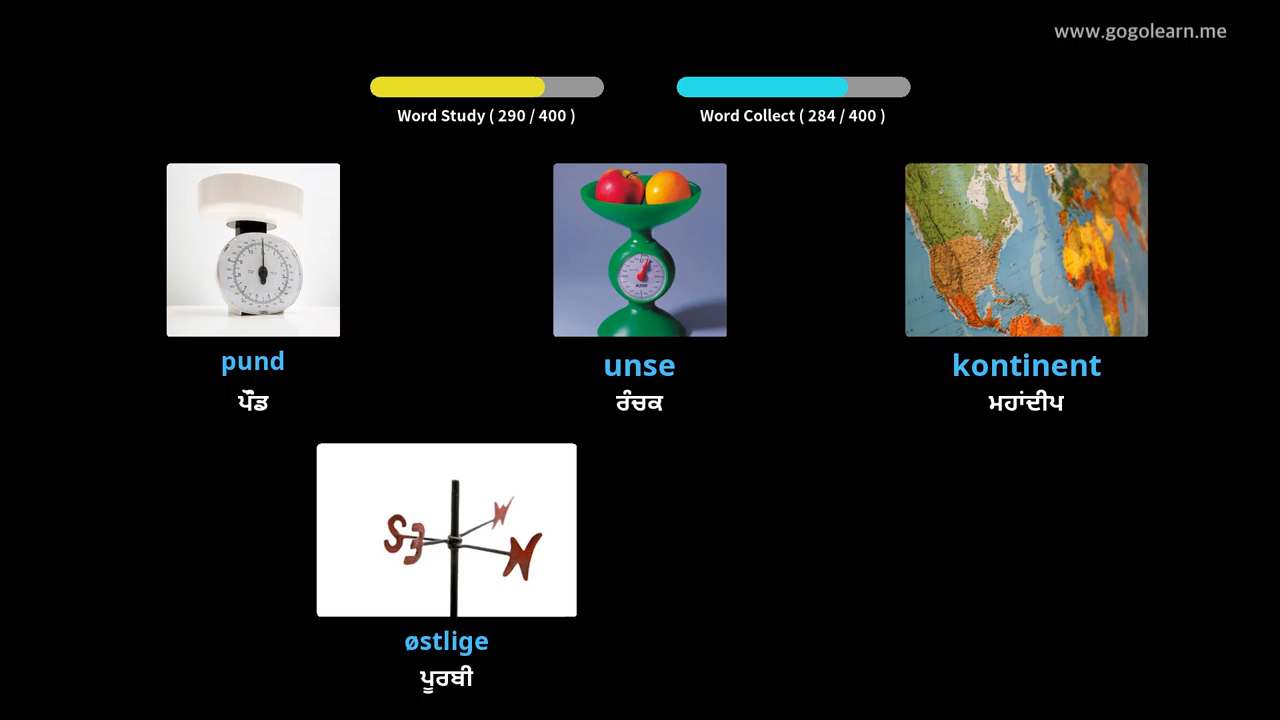 www.gogolearn.me
Word Study ( 290 / 400 )
Word Collect ( 284 / 400 )
pund
ਪੌਂਡ
unse
ਰੰਚਕ
kontinent
ਮਹਾਂਦੀਪ
østlige
ਪੂਰਬੀ